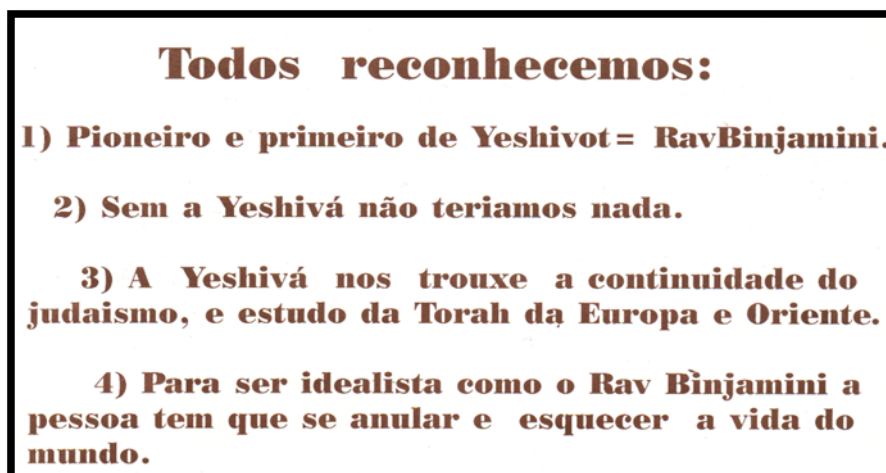 Todos reconhecemos:
1) Pioneiro e primeiro de Yeshivot= RavBinjamini.
2) Sem a Yeshivá não teriamos nada.
3) A Yeshivá nos trouxe a continuidade do
judaismo, e estudo da Torah da Europa e Oriente.
4) Para ser idealista como o Rav Binjamini a
pessoa tem que se anular e esquecer a vida do
mundo.